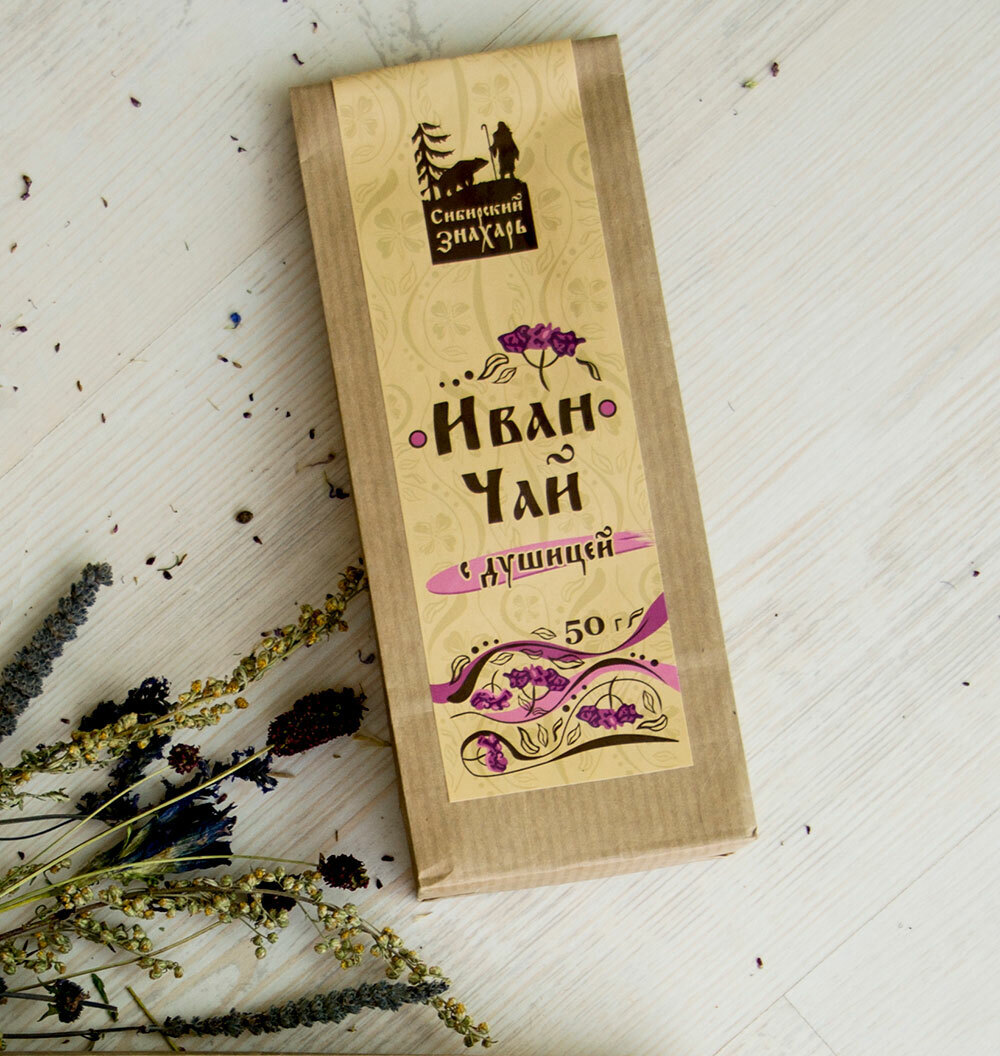 Сибирский
Знахарь
Иван
Чай
с душицей
50 г